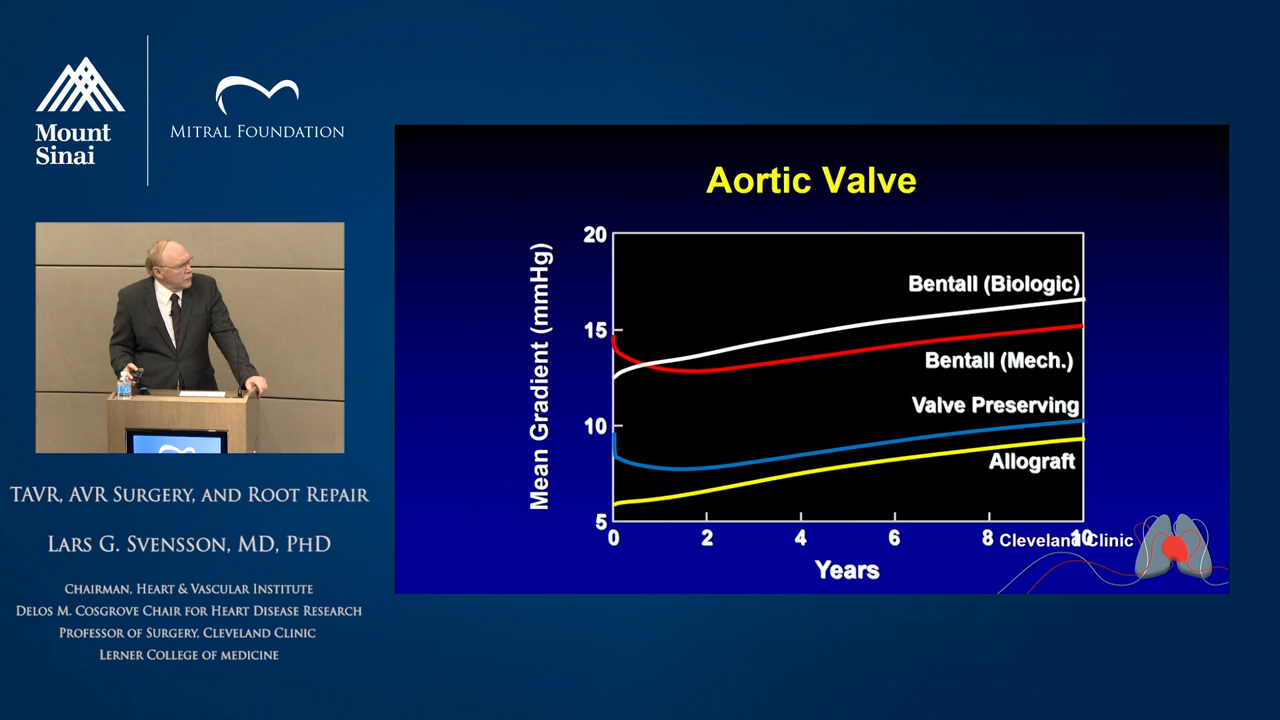 Mount
Sinai
Mitral Foundation
TAVR, AVR Surgery, and Root Repair
Lars G. Svensson, MD, PhD
Chairman, Heart & Vascular Institute
Delos M. Cosgrove Chair for Heart Disease Research
Professor of Surgery, Cleveland Clinic
Lerner College of medicine
Aortic Valve
Mean Gradient (mmHg)
20
15
10
5
Bentall (Biologic)
Bentall (Mech.)
Valve Preserving
Allograft
0 2 4 6 8 10
Years
Cleveland Clinic